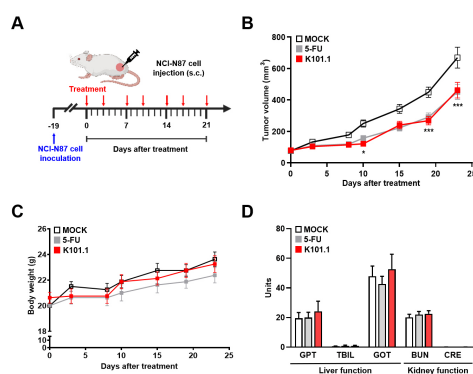 A
NCI-N87 cell
injection (s.c.)
Treatment
-19 0 7 14 21
NCI-N87 cell
inoculation
Days after treatment
B
MOCK
5-FU
K101.1
Tumor volume (mm³)
800
600
400
200
0
0 5 10 15 20 25
* *** ***
Days after treatment
C
MOCK
5-FU
K101.1
Body weight (g)
26
24
22
20
18
10
0
0 5 10 15 20 25
Days after treatment
D
MOCK
5-FU
K101.1
Units
80
60
40
20
0
GPT TBIL GOT BUN CRE
Liver function Kidney function